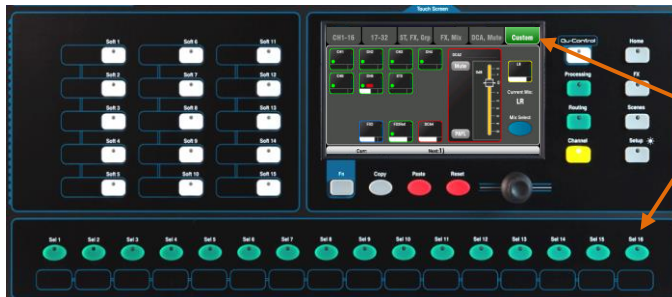 Touch Screen
Soft 1
Soft 6
Soft 11
Soft 2
Soft 7
Soft 12
Soft 3
Soft 8
Soft 13
Soft 4
Soft 9
Soft 14
Soft 5
Soft 10
Soft 15
CH1-16
17-32
ST, FX, Grp
FX, Mix
DCA, Mute
Custom
CH1
DCA2
Mute
LR
Current Mix:
LR
Mix Select
PAFL
Curr:
Next: 1)
Qu-Control
Home
Processing
FX
Routing
Scenes
Channel
Setup
Fn
Copy
Paste
Reset
Sel 1
Sel 2
Sel 3
Sel 4
Sel 5
Sel 6
Sel 7
Sel 8
Sel 9
Sel 10
Sel 11
Sel 12
Sel 13
Sel 14
Sel 15
Sel 16